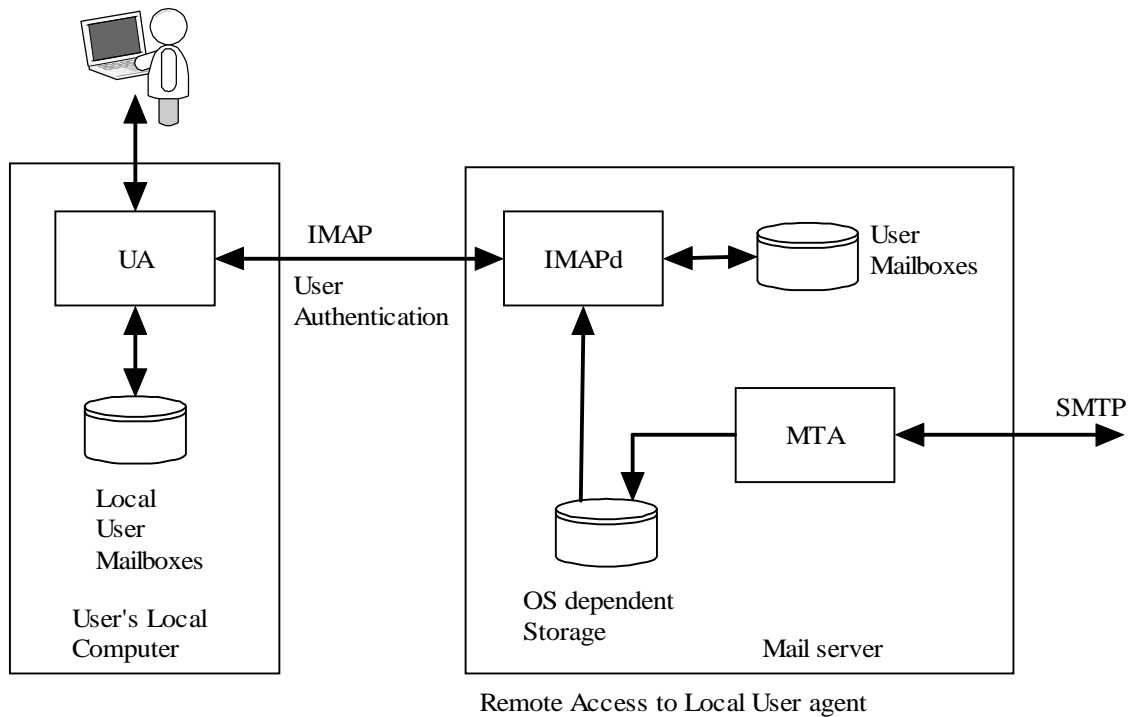 UA
IMAP
User
Authentication
IMAPd
User
Mailboxes
MTA
SMTP
Local
User
Mailboxes
OS dependent
Storage
User's Local
Computer
Mail server
Remote Access to Local User agent